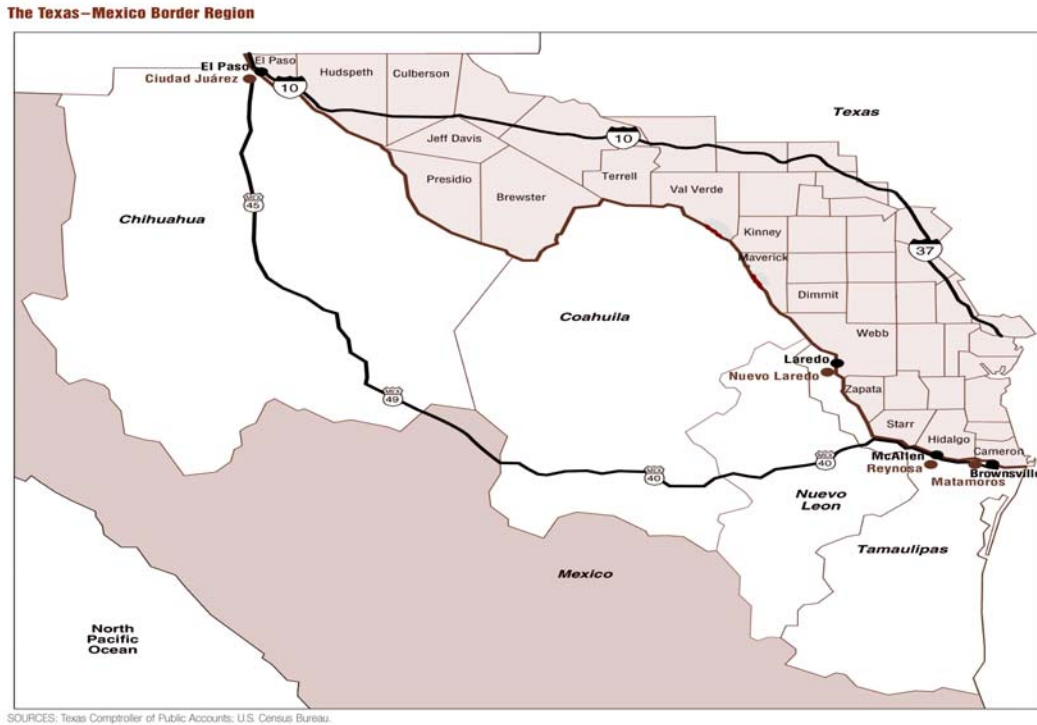 The Texas–Mexico Border Region
El Paso
El Paso
Ciudad Juárez
Hudspeth
Culberson
10
Texas
10
Jeff Davis
Presidio
Brewster
Terrell
Val Verde
45
Chihuahua
Kinney
37
Maverick
Dimmit
Coahuila
Webb
Laredo
Nuevo Laredo
Zapata
49
Starr
Hidalgo
McAllen
Cameron
Reynosa
Brownsville
Matamoros
40
40
Nuevo
Leon
Tamaulipas
Mexico
North
Pacific
Ocean
SOURCES: Texas Comptroller of Public Accounts; U.S. Census Bureau.